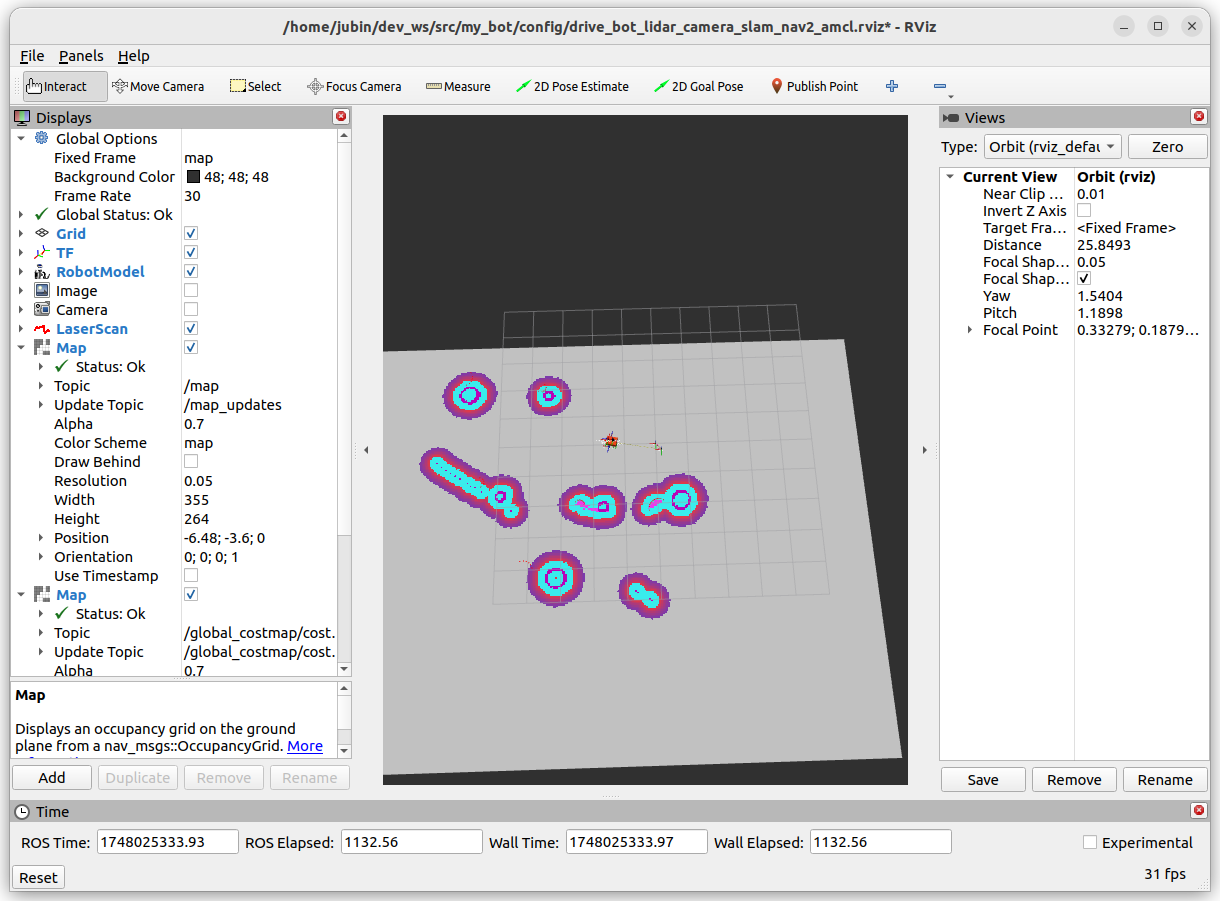 /home/jubin/dev_ws/src/my_bot/config/drive_bot_lidar_camera_slam_nav2_amcl.rviz* - RViz
File Panels Help
Interact Move Camera Select Focus Camera Measure 2D Pose Estimate 2D Goal Pose Publish Point
Displays
Global Options
Fixed Frame map
Background Color 48; 48; 48
Frame Rate 30
Global Status: Ok
Grid
TF
RobotModel
Image
Camera
LaserScan
Map
Status: Ok
Topic /map
Update Topic /map_updates
Alpha 0.7
Color Scheme map
Draw Behind
Resolution 0.05
Width 355
Height 264
Position -6.48; -3.6; 0
Orientation 0; 0; 0; 1
Use Timestamp
Map
Status: Ok
Topic /global_costmap/cost.
Update Topic /global_costmap/cost.
Alpha 0.7
Map
Displays an occupancy grid on the ground
plane from a nav_msgs::OccupancyGrid. More
Add Duplicate Remove Rename
Views
Type: Orbit (rviz_defau Zero
Current View Orbit (rviz)
Near Clip ... 0.01
Invert Z Axis
Target Fra... <Fixed Frame>
Distance 25.8493
Focal Shap... 0.05
Focal Shap...
Yaw 1.5404
Pitch 1.1898
Focal Point 0.33279; 0.1879...
Save Remove Rename
Time
ROS Time: 1748025333.93 ROS Elapsed: 1132.56 Wall Time: 1748025333.97 Wall Elapsed: 1132.56 Experimental
Reset 31 fps